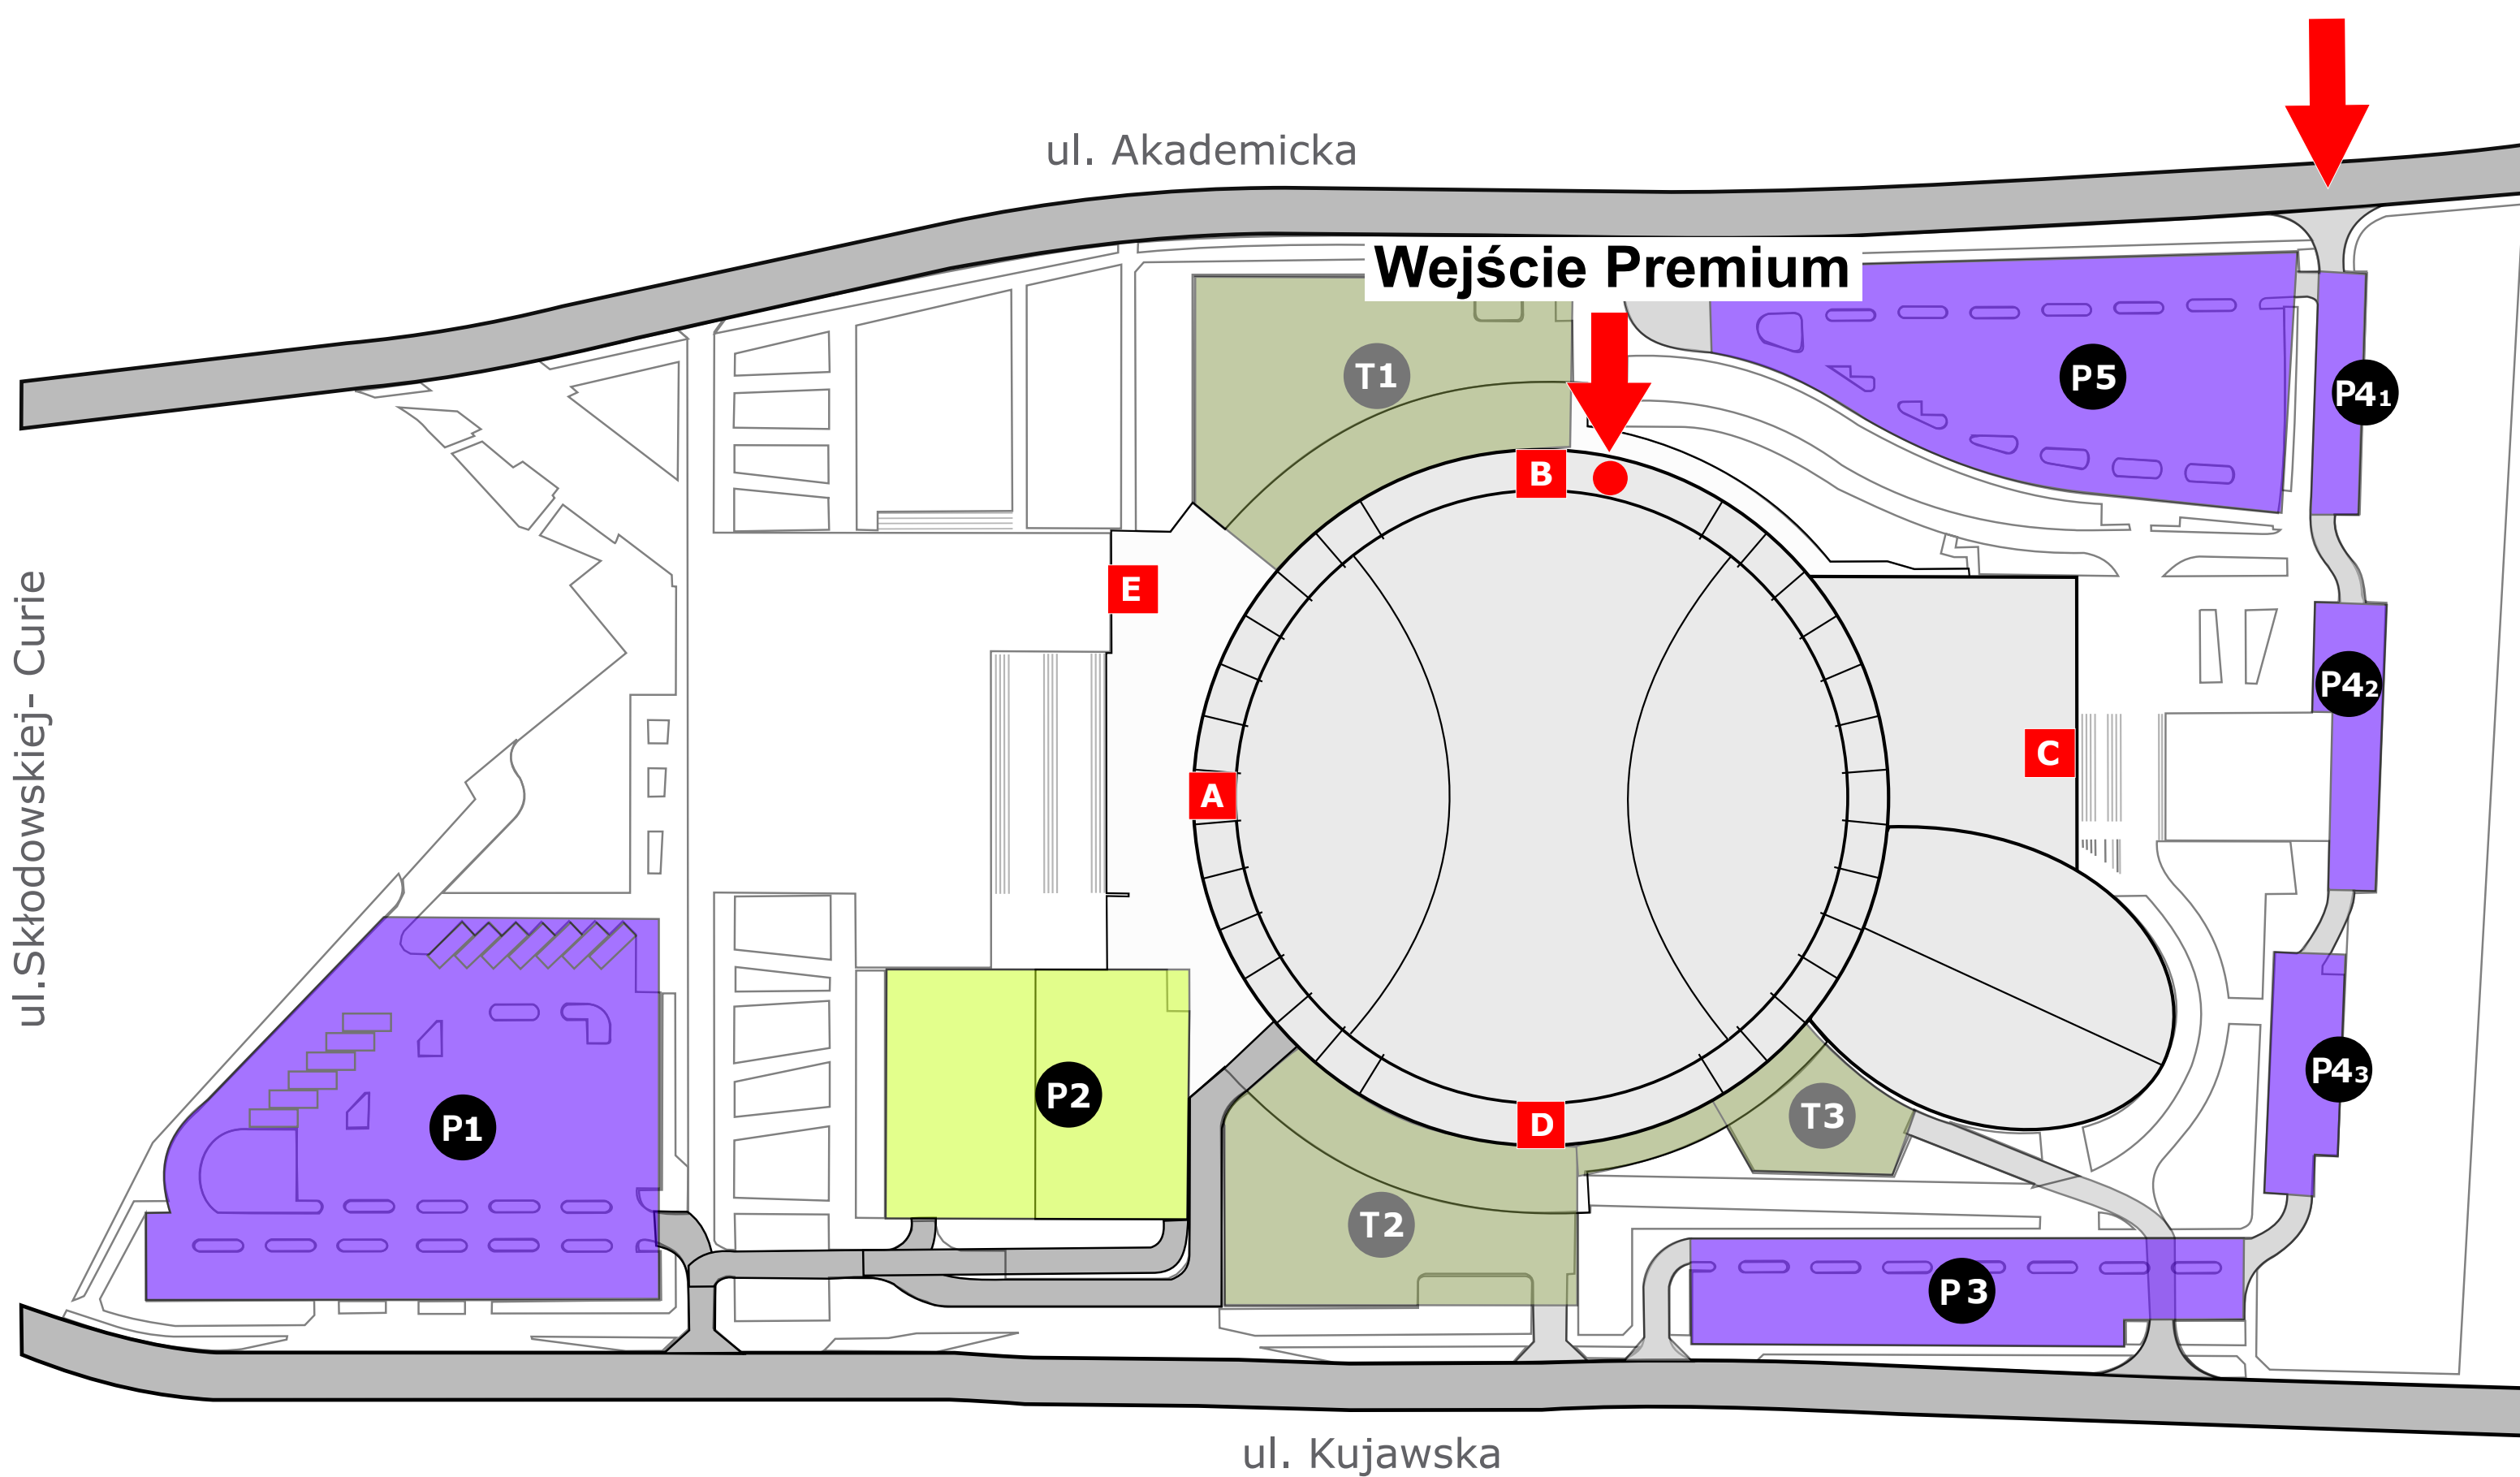 ul. Akademicka
Wejście Premium
T1
P5
P41
B
E
P42
C
A
ul.Skłodowskiej- Curie
P43
P2
P1
D
T3
T2
P3
ul. Kujawska